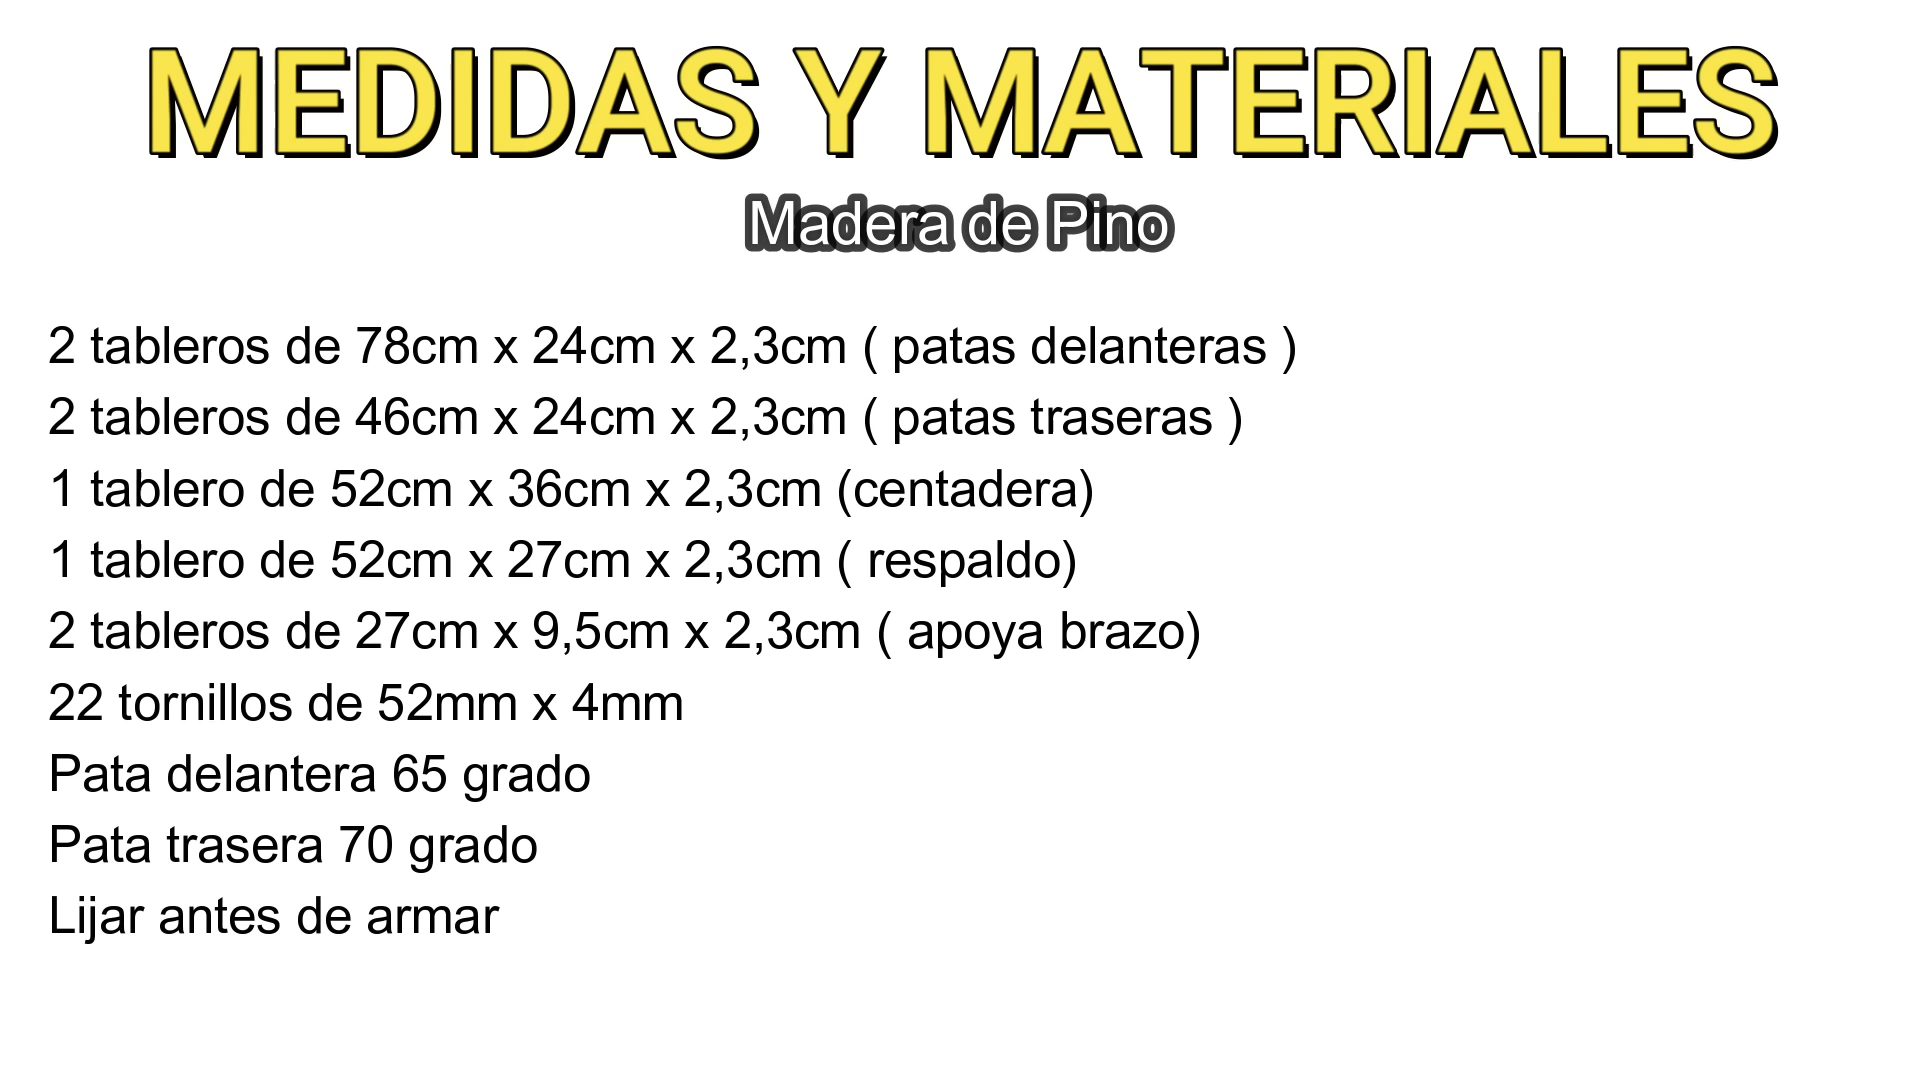 MEDIDAS Y MATERIALES
Madera de Pino
2 tableros de 78cm x 24cm x 2,3cm ( patas delanteras )
2 tableros de 46cm x 24cm x 2,3cm ( patas traseras )
1 tablero de 52cm x 36cm x 2,3cm (centadera)
1 tablero de 52cm x 27cm x 2,3cm ( respaldo)
2 tableros de 27cm x 9,5cm x 2,3cm ( apoya brazo)
22 tornillos de 52mm x 4mm
Pata delantera 65 grado
Pata trasera 70 grado
Lijar antes de armar